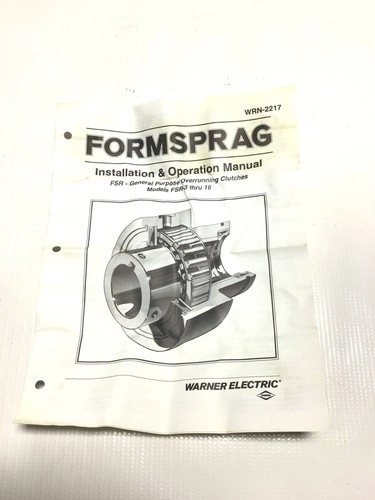 WRN-2217
FORMSPRAG
Installation & Operation Manual
FSR - General Purpose Overrunning Clutches
Models FSR-3 thru 16
WARNER ELECTRIC®